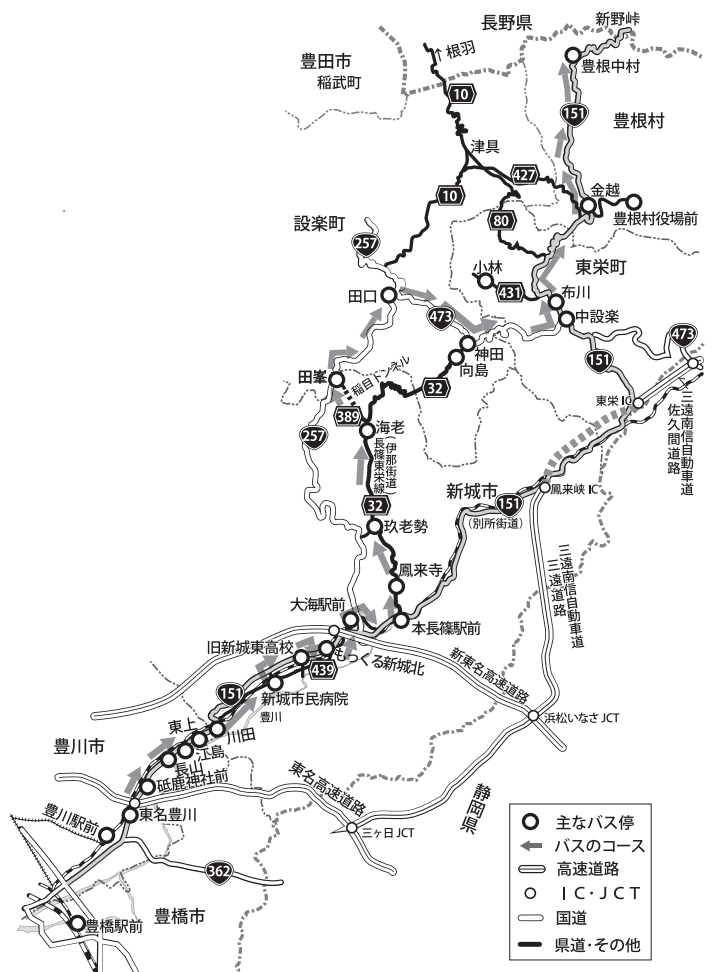 長野県
新野峠
↑根羽
豊田市
稲武町
豊根中村
10
151
豊根村
津具
427
10
金越
80
豊根村役場前
設楽町
257
東栄町
小林
431
布川
田口
473
中設楽
473
神田
151
向島
田峯
稲目トンネル
32
東栄IC
389
海老
257
(伊那街道)
長篠東栄線
三遠南信自動車道
佐久間道路
新城市
鳳来峡IC
32
151
(別所街道)
玖老勢
鳳来寺
三遠南信自動車道
三遠道路
大海駅前
本長篠駅前
旧新城東高校
もっくる新城北
439
新東名高速道路
151
新城市民病院
豊川
浜松いなさJCT
東上
川田
豊川市
江島
長山
砥鹿神社前
東名高速道路
静岡県
東名豊川
豊川駅前
三ヶ日JCT
362
豊橋市
豊橋駅前
主なバス停
バスのコース
高速道路
IC・JCT
国道
県道・その他